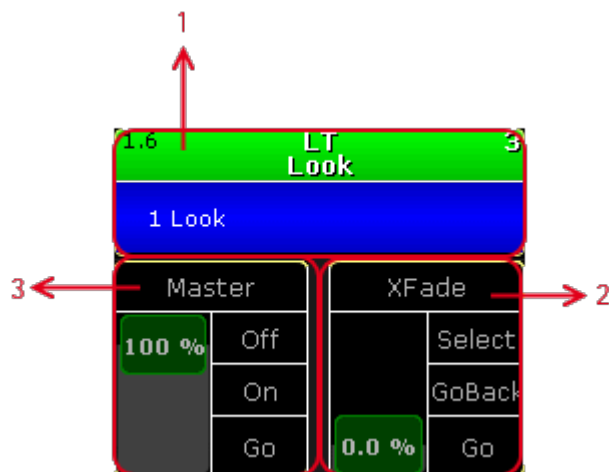 1
1.6 LT 3
Look
1 Look
3 Master XFade 2
100 % Off Select
On GoBack
Go 0.0 % Go